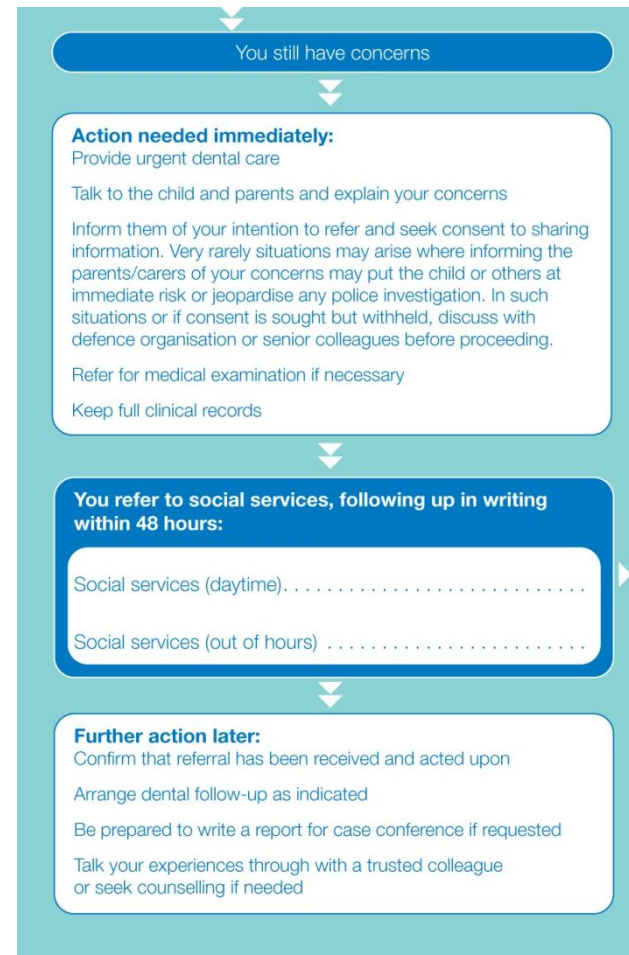 You still have concerns
Action needed immediately:
Provide urgent dental care
Talk to the child and parents and explain your concerns
Inform them of your intention to refer and seek consent to sharing
information. Very rarely situations may arise where informing the
parents/carers of your concerns may put the child or others at
immediate risk or jeopardise any police investigation. In such
situations or if consent is sought but withheld, discuss with
defence organisation or senior colleagues before proceeding.
Refer for medical examination if necessary
Keep full clinical records
You refer to social services, following up in writing
within 48 hours:
Social services (daytime). . . . . . . . . . . . . . . . . . . . . . . . . . . .
Social services (out of hours) . . . . . . . . . . . . . . . . . . . . . . . .
Further action later:
Confirm that referral has been received and acted upon
Arrange dental follow-up as indicated
Be prepared to write a report for case conference if requested
Talk your experiences through with a trusted colleague
or seek counselling if needed